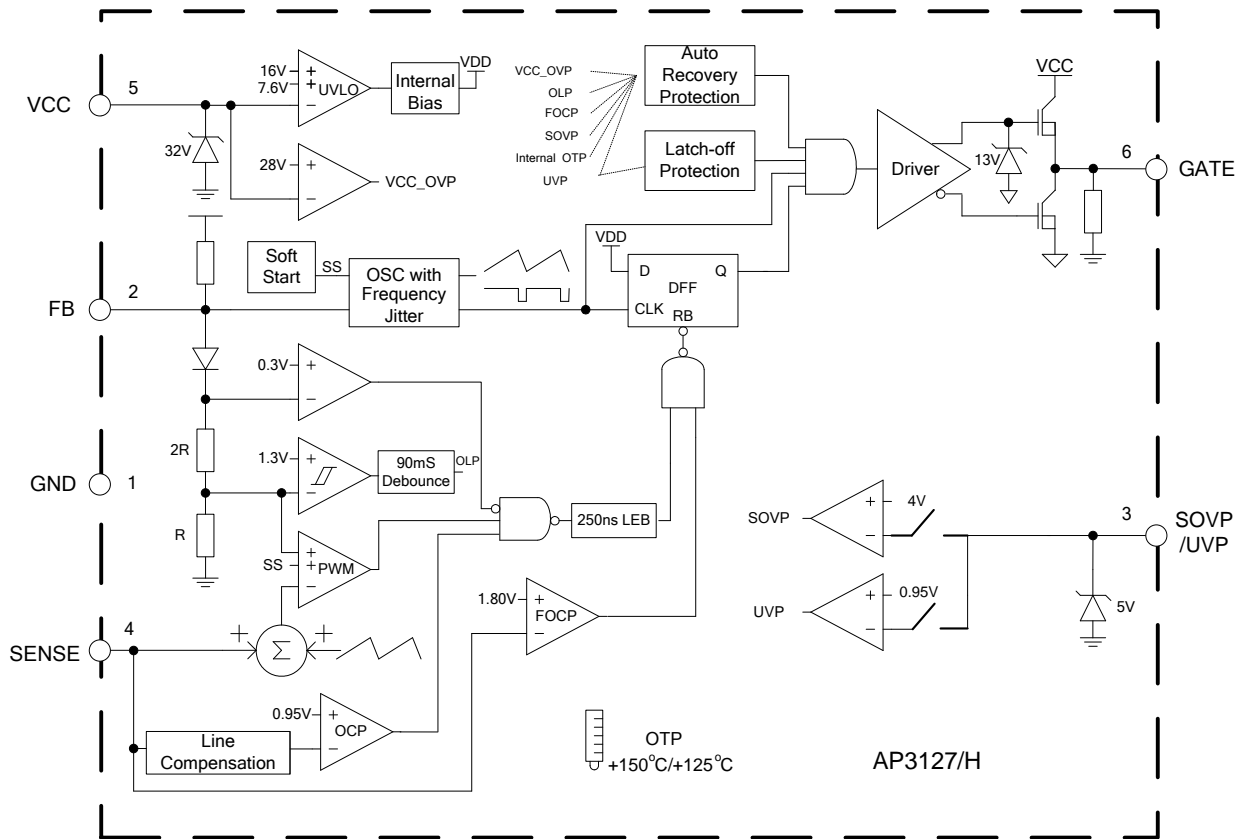 VCC
5
16V
7.6V
+
+
−
UVLO
Internal
Bias
VDD
32V
28V
+
−
VCC_OVP
VCC_OVP
OLP
FOCP
SOVP
Internal OTP
UVP
Auto
Recovery
Protection
Latch-off
Protection
Driver
VCC
13V
6
GATE
FB
2
Soft
Start
SS
OSC with
Frequency
Jitter
VDD
D
Q
DFF
CLK
RB
0.3V
+
−
2R
1.3V
+
−
90mS
Debounce
OLP
GND
1
R
SS
+
+
−
PWM
250ns LEB
SENSE
4
+
Σ
+
1.80V
+
−
FOCP
0.95V
+
−
OCP
Line
Compensation
SOVP
+
−
4V
UVP
+
−
0.95V
3
SOVP
/UVP
5V
OTP
+150°C/+125°C
AP3127/H